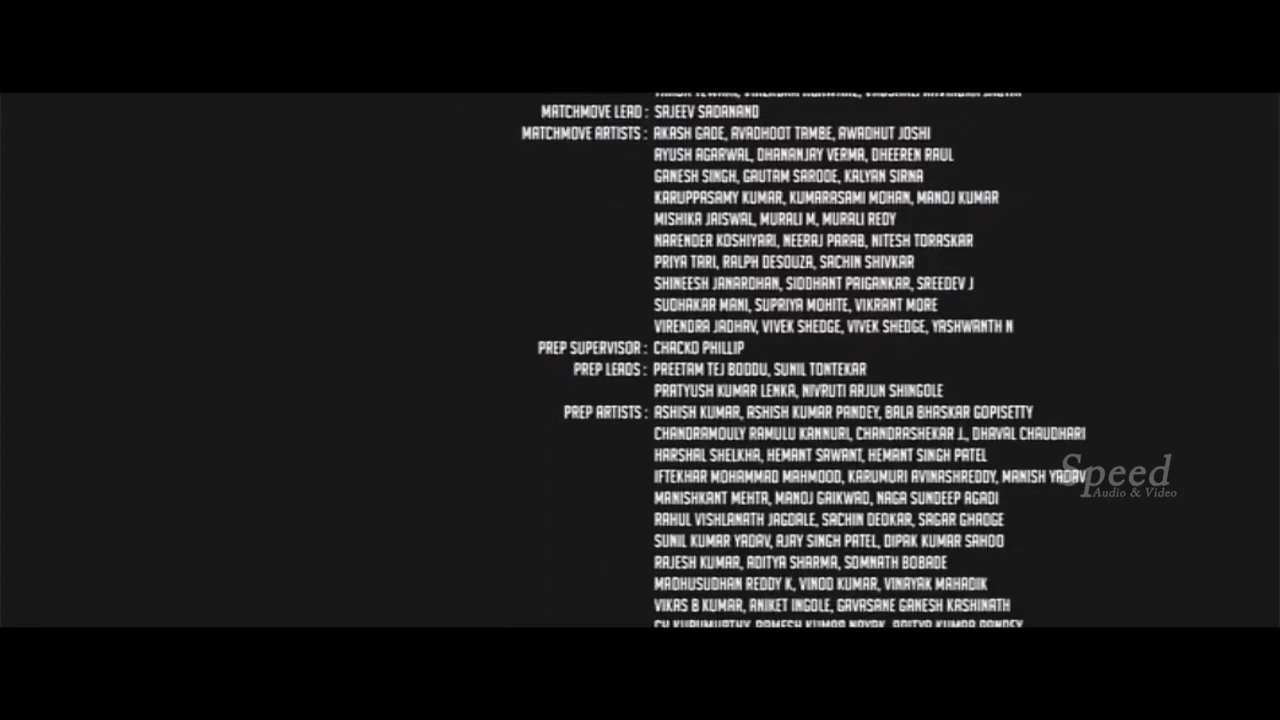 MATCHMOVE LEAD : SAJEEV SADANAND
MATCHMOVE ARTISTS : AKASH GADE, AVADHOOT TAMBE, AWADHUT JOSHI
AYUSH AGARWAL, DHANANJAY VERMA, DHEEREN RAUL
GANESH SINGH, GAUTAM SARODE, KALYAN SIRNA
KARUPPASAMY KUMAR, KUMARASAMI MOHAN, MANOJ KUMAR
MISHIKA JAISWAL, MURALI M, MURALI REDY
NARENDER KOSHIYARI, NEERAJ PARAB, NITESH TORASKAR
PRIYA TARI, RALPH DESOUZA, SACHIN SHIVKAR
SHINEESH JANARDHAN, SIDDHANT PAIGANKAR, SREEDEV J
SUDHAKAR MANI, SUPRIYA MOHITE, VIKRANT MORE
VIRENDRA JADHAV, VIVEK SHEDGE, VIVEK SHEDGE, YASHWANTH N
PREP SUPERVISOR : CHACKO PHILLIP
PREP LEADS : PREETAM TEJ BODDU, SUNIL TONTEKAR
PRATYUSH KUMAR LENKA, NIVRUTI ARJUN SHINGOLE
PREP ARTISTS : ASHISH KUMAR, ASHISH KUMAR PANDEY, BALA BHASKAR GOPISETTY
CHANDRAMOULY RAMULU KANNURI, CHANDRASHEKAR J., DHAVAL CHAUDHARI
HARSHAL SHELKHA, HEMANT SAWANT, HEMANT SINGH PATEL
IFTEKHAR MOHAMMAD MAHMOOD, KARUMURI AVINASHREDDY, MANISH YADAV
MANISHKANT MEHTA, MANOJ GAIKWAD, NAGA SUNDEEP AGADI
RAHUL VISHLANATH JAGDALE, SACHIN DEOKAR, SAGAR GHADGE
SUNIL KUMAR YADAV, AJAY SINGH PATEL, DIPAK KUMAR SAHOO
RAJESH KUMAR, ADITYA SHARMA, SOMNATH BOBADE
MADHUSUDHAN REDDY K, VINOD KUMAR, VINAYAK MAHADIK
VIKAS B KUMAR, ANIKET INGOLE, GAVASANE GANESH KASHINATH
CH KURUMURTHY, RAMESH KUMAR NAYAK, ADITYA KUMAR PANDEY
Speed
Audio & Video